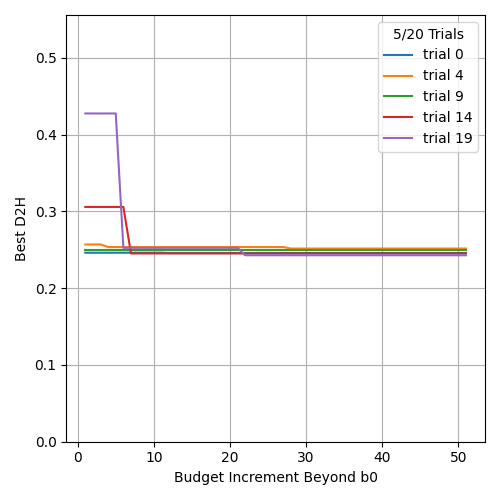 5/20 Trials
trial 0
trial 4
trial 9
trial 14
trial 19
Best D2H
0.5
0.4
0.3
0.2
0.1
0.0
0 10 20 30 40 50
Budget Increment Beyond b0